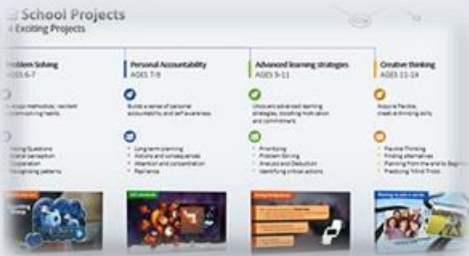 School Projects
Exciting Projects
Problem Solving
AGES 6-7
Personal Accountability
AGES 7-9
Advanced learning strategies
AGES 9-11
Creative thinking
AGES 11-14
Builds a sense of personal
accountability and self awareness
Uncovers advanced learning
strategies, boosting motivation
and commitment
Acquire flexible,
creative thinking skills
Long term planning
Actions and consequences
Attention and concentration
Resilience
Prioritizing
Problem Solving
Analysis and Deduction
Identifying critical actions
Flexible Thinking
Finding alternatives
Planning from the end to
Practicing 'Mind Tricks'